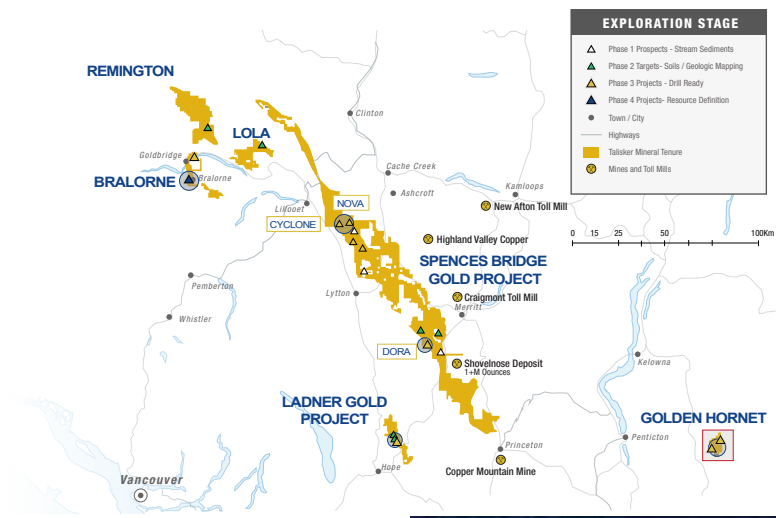 EXPLORATION STAGE
Phase 1 Prospects - Stream Sediments
Phase 2 Targets- Soils / Geologic Mapping
Phase 3 Projects - Drill Ready
Phase 4 Projects- Resource Definition
Town / City
Highways
Talisker Mineral Tenure
Mines and Toll Mills
0 15 25 50 100Km
REMINGTON
LOLA
Clinton
Goldbridge
BRALORNE
Bralorne
Cache Creek
Ashcroft
Kamloops
New Afton Toll Mill
Lillooet
NOVA
CYCLONE
Highland Valley Copper
SPENCES BRIDGE
GOLD PROJECT
Pemberton
Lytton
Craigmont Toll Mill
Merritt
Whistler
DORA
Shovelnose Deposit
1+M Oounces
Kelowna
LADNER GOLD
PROJECT
GOLDEN HORNET
Penticton
Princeton
Hope
Copper Mountain Mine
Vancouver